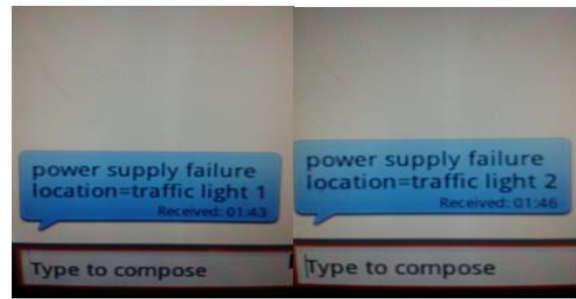 power supply failure
location=traffic light 1
Received: 01:43
Type to compose
power supply failure
location=traffic light 2
Received: 01:46
Type to compose